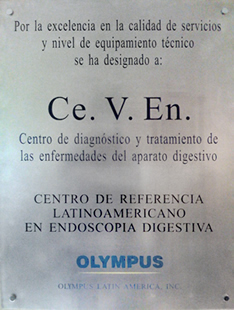 Por la excelencia en la calidad de servicios
y nivel de equipamiento técnico
se ha designado a:
Ce. V. En.
Centro de diagnóstico y tratamiento de
las enfermedades del aparato digestivo
CENTRO DE REFERENCIA
LATINOAMERICANO
EN ENDOSCOPIA DIGESTIVA
OLYMPUS
OLYMPUS LATIN AMERICA, INC